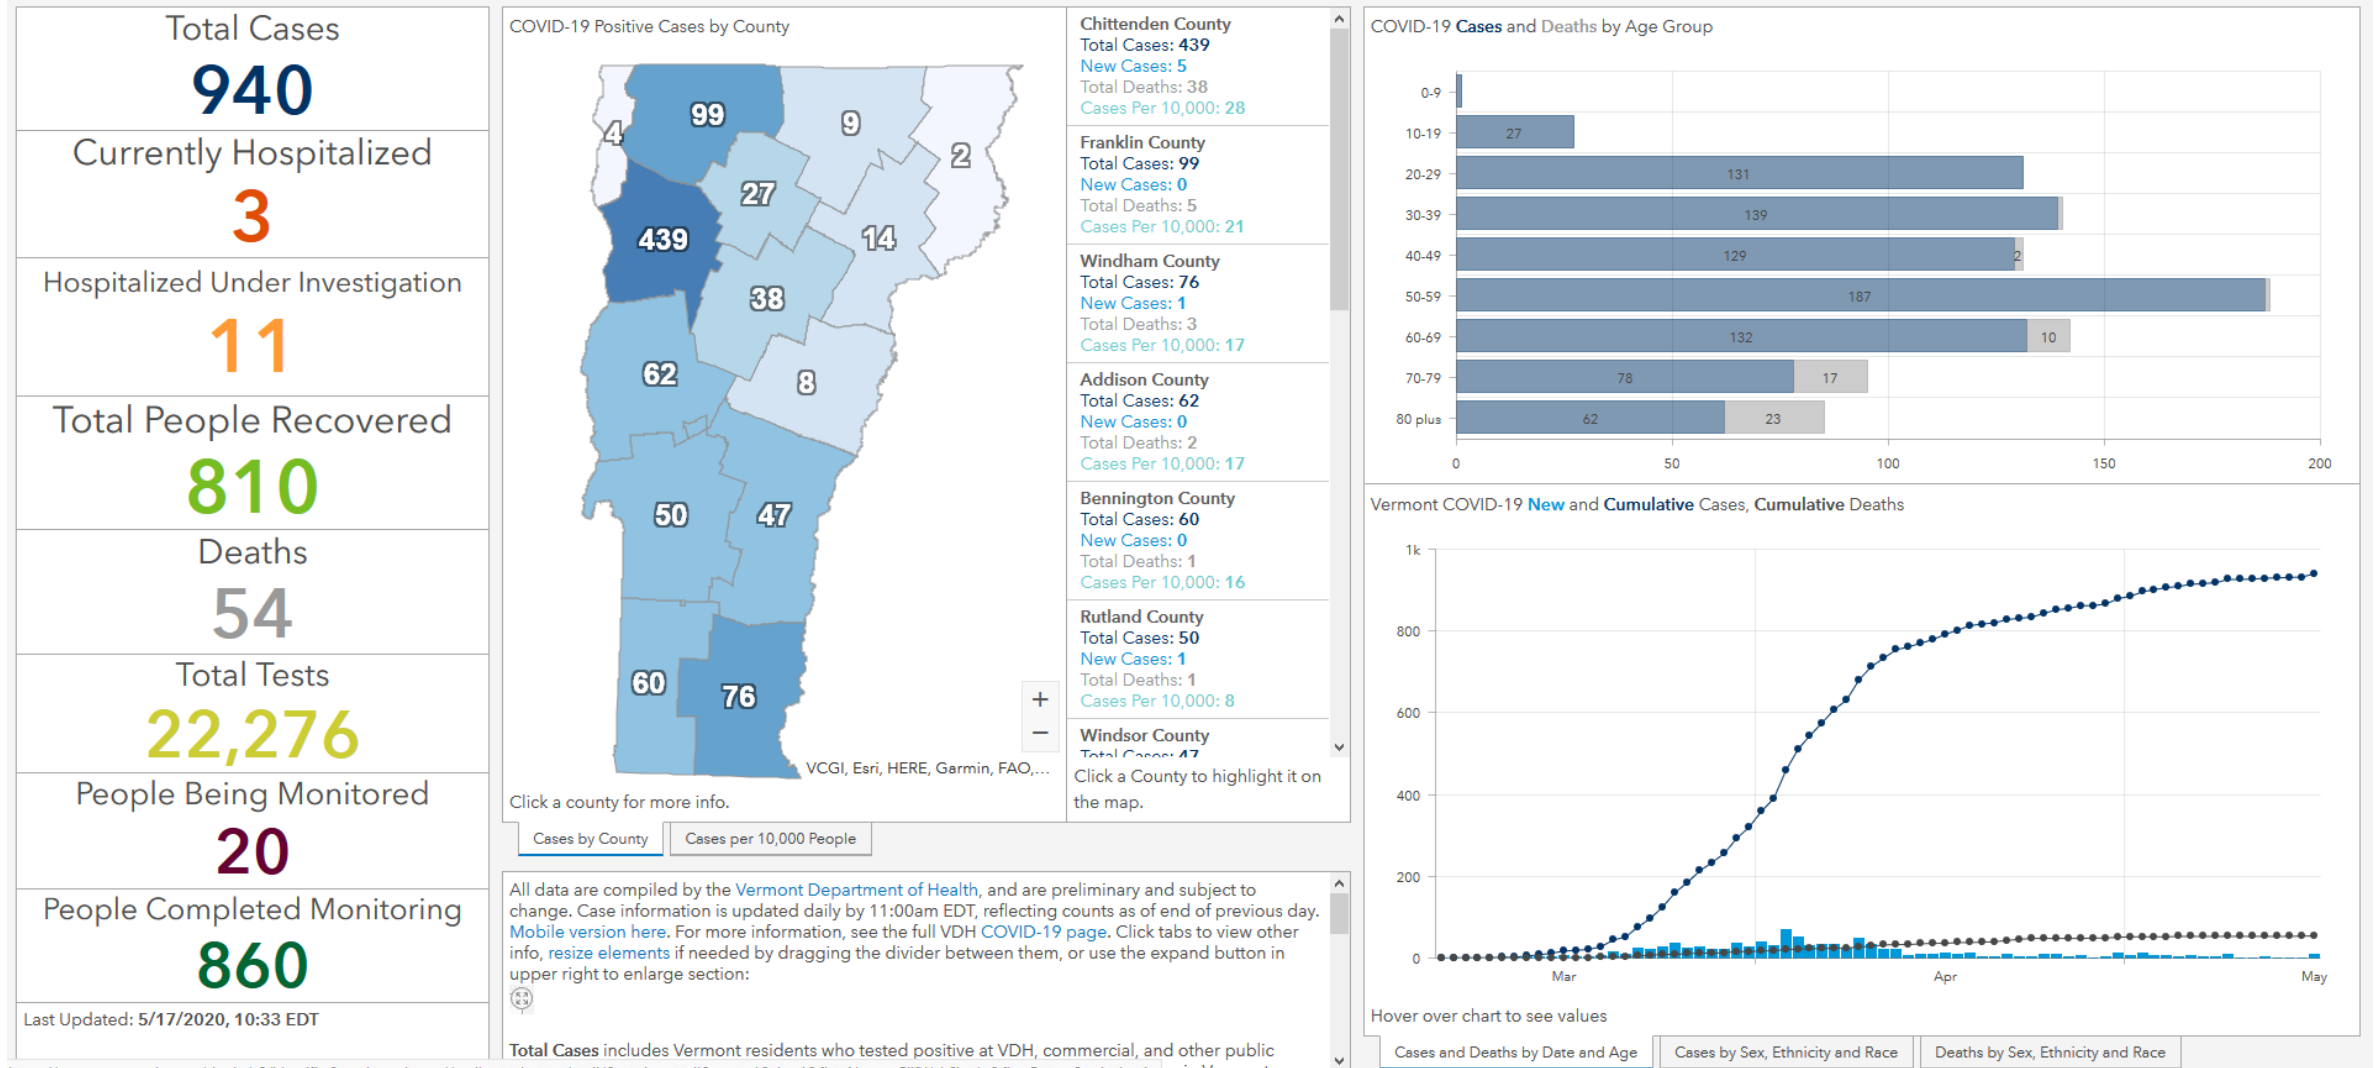 Total Cases
940
Currently Hospitalized
3
Hospitalized Under Investigation
11
Total People Recovered
810
Deaths
54
Total Tests
22,276
People Being Monitored
20
People Completed Monitoring
860
Last Updated: 5/17/2020, 10:33 EDT
COVID-19 Positive Cases by County
4
99
9
2
27
439
14
38
62
8
50
47
60
76
+
−
VCGI, Esri, HERE, Garmin, FAO,...
Click a county for more info.
Chittenden County
Total Cases: 439
New Cases: 5
Total Deaths: 38
Cases Per 10,000: 28
Franklin County
Total Cases: 99
New Cases: 0
Total Deaths: 5
Cases Per 10,000: 21
Windham County
Total Cases: 76
New Cases: 1
Total Deaths: 3
Cases Per 10,000: 17
Addison County
Total Cases: 62
New Cases: 0
Total Deaths: 2
Cases Per 10,000: 17
Bennington County
Total Cases: 60
New Cases: 0
Total Deaths: 1
Cases Per 10,000: 16
Rutland County
Total Cases: 50
New Cases: 1
Total Deaths: 1
Cases Per 10,000: 8
Windsor County
Total Cases: 47
Click a County to highlight it on
the map.
Cases by County
Cases per 10,000 People
All data are compiled by the Vermont Department of Health, and are preliminary and subject to
change. Case information is updated daily by 11:00am EDT, reflecting counts as of end of previous day.
Mobile version here. For more information, see the full VDH COVID-19 page. Click tabs to view other
info, resize elements if needed by dragging the divider between them, or use the expand button in
upper right to enlarge section:
Total Cases includes Vermont residents who tested positive at VDH, commercial, and other public
COVID-19 Cases and Deaths by Age Group
0-9
10-19 27
20-29 131
30-39 139
40-49 129 2
50-59 187
60-69 132 10
70-79 78 17
80 plus 62 23
0 50 100 150 200
Vermont COVID-19 New and Cumulative Cases, Cumulative Deaths
1k
800
600
400
200
0
Mar Apr May
Hover over chart to see values
Cases and Deaths by Date and Age
Cases by Sex, Ethnicity and Race
Deaths by Sex, Ethnicity and Race